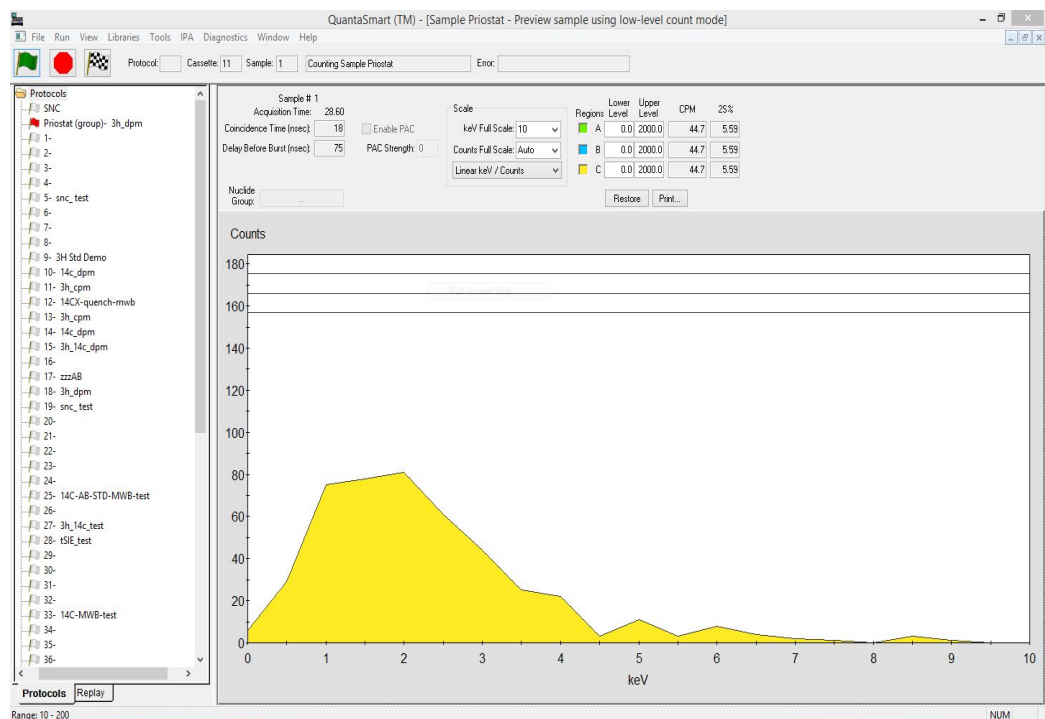 QuantaSmart (TM) - [Sample Priostat - Preview sample using low-level count mode]
File Run View Libraries Tools IPA Diagnostics Window Help
Protocol: Cassette: 11 Sample: 1 Counting Sample Priostat Error:
Protocols
SNC
Priostat (group)- 3h_dpm
1-
2-
3-
4-
5- snc_test
6-
7-
8-
9- 3H Std Demo
10- 14c_dpm
11- 3h_cpm
12- 14CX-quench-mwb
13- 3h_cpm
14- 14c_dpm
15- 3h_14c_dpm
16-
17- zzzAB
18- 3h_dpm
19- snc_test
20-
21-
22-
23-
24-
25- 14C-AB-STD-MWB-test
26-
27- 3h_14c_test
28- tSIE_test
29-
30-
31-
32-
33- 14C-MWB-test
34-
35-
36-
Protocols Replay
Sample # 1
Acquisition Time: 28.60
Coincidence Time (nsec): 18 Enable PAC
Delay Before Burst (nsec): 75 PAC Strength: 0
Nuclide
Group: ...
Scale
keV Full Scale: 10
Counts Full Scale: Auto
Linear keV / Counts
Regions Lower Level Upper Level CPM 2S%
A 0.0 2000.0 44.7 5.59
B 0.0 2000.0 44.7 5.59
C 0.0 2000.0 44.7 5.59
Restore Print...
Counts
180
160
140
120
100
80
60
40
20
0
0 1 2 3 4 5 6 7 8 9 10
keV
Full-screen Snip
Range: 10 - 200 NUM